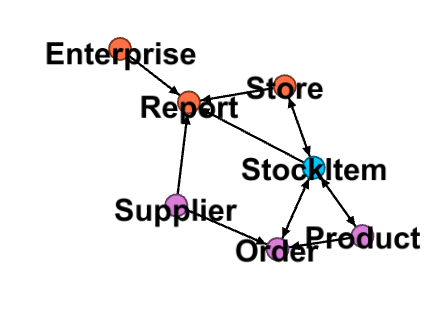 Enterprise
Store
Report
StockItem
Supplier
Product
Order